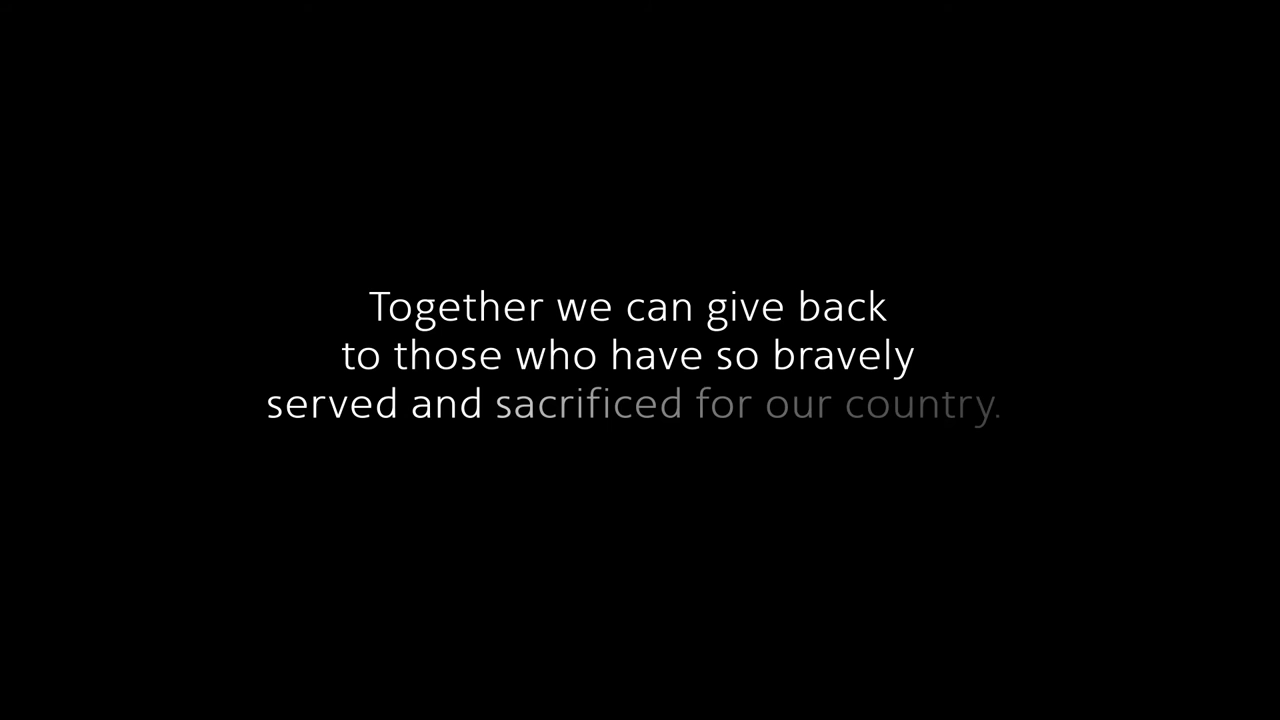 Together we can give back
to those who have so bravely
served and sacrificed for our country.